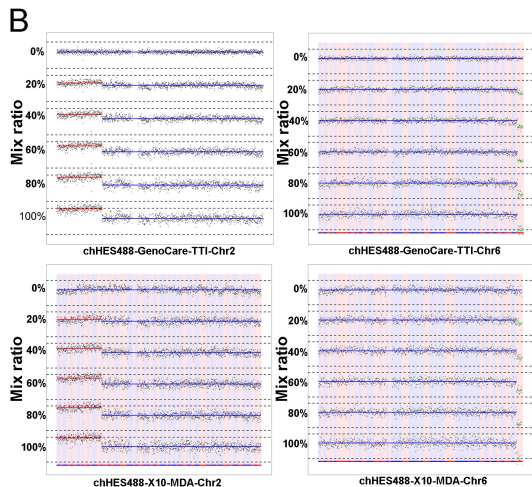 B
Mix ratio
0%
20%
40%
60%
80%
100%
chHES488-GenoCare-TTI-Chr2
Mix ratio
0%
20%
40%
60%
80%
100%
chHES488-GenoCare-TTI-Chr6
Mix ratio
0%
20%
40%
60%
80%
100%
chHES488-X10-MDA-Chr2
Mix ratio
0%
20%
40%
60%
80%
100%
chHES488-X10-MDA-Chr6